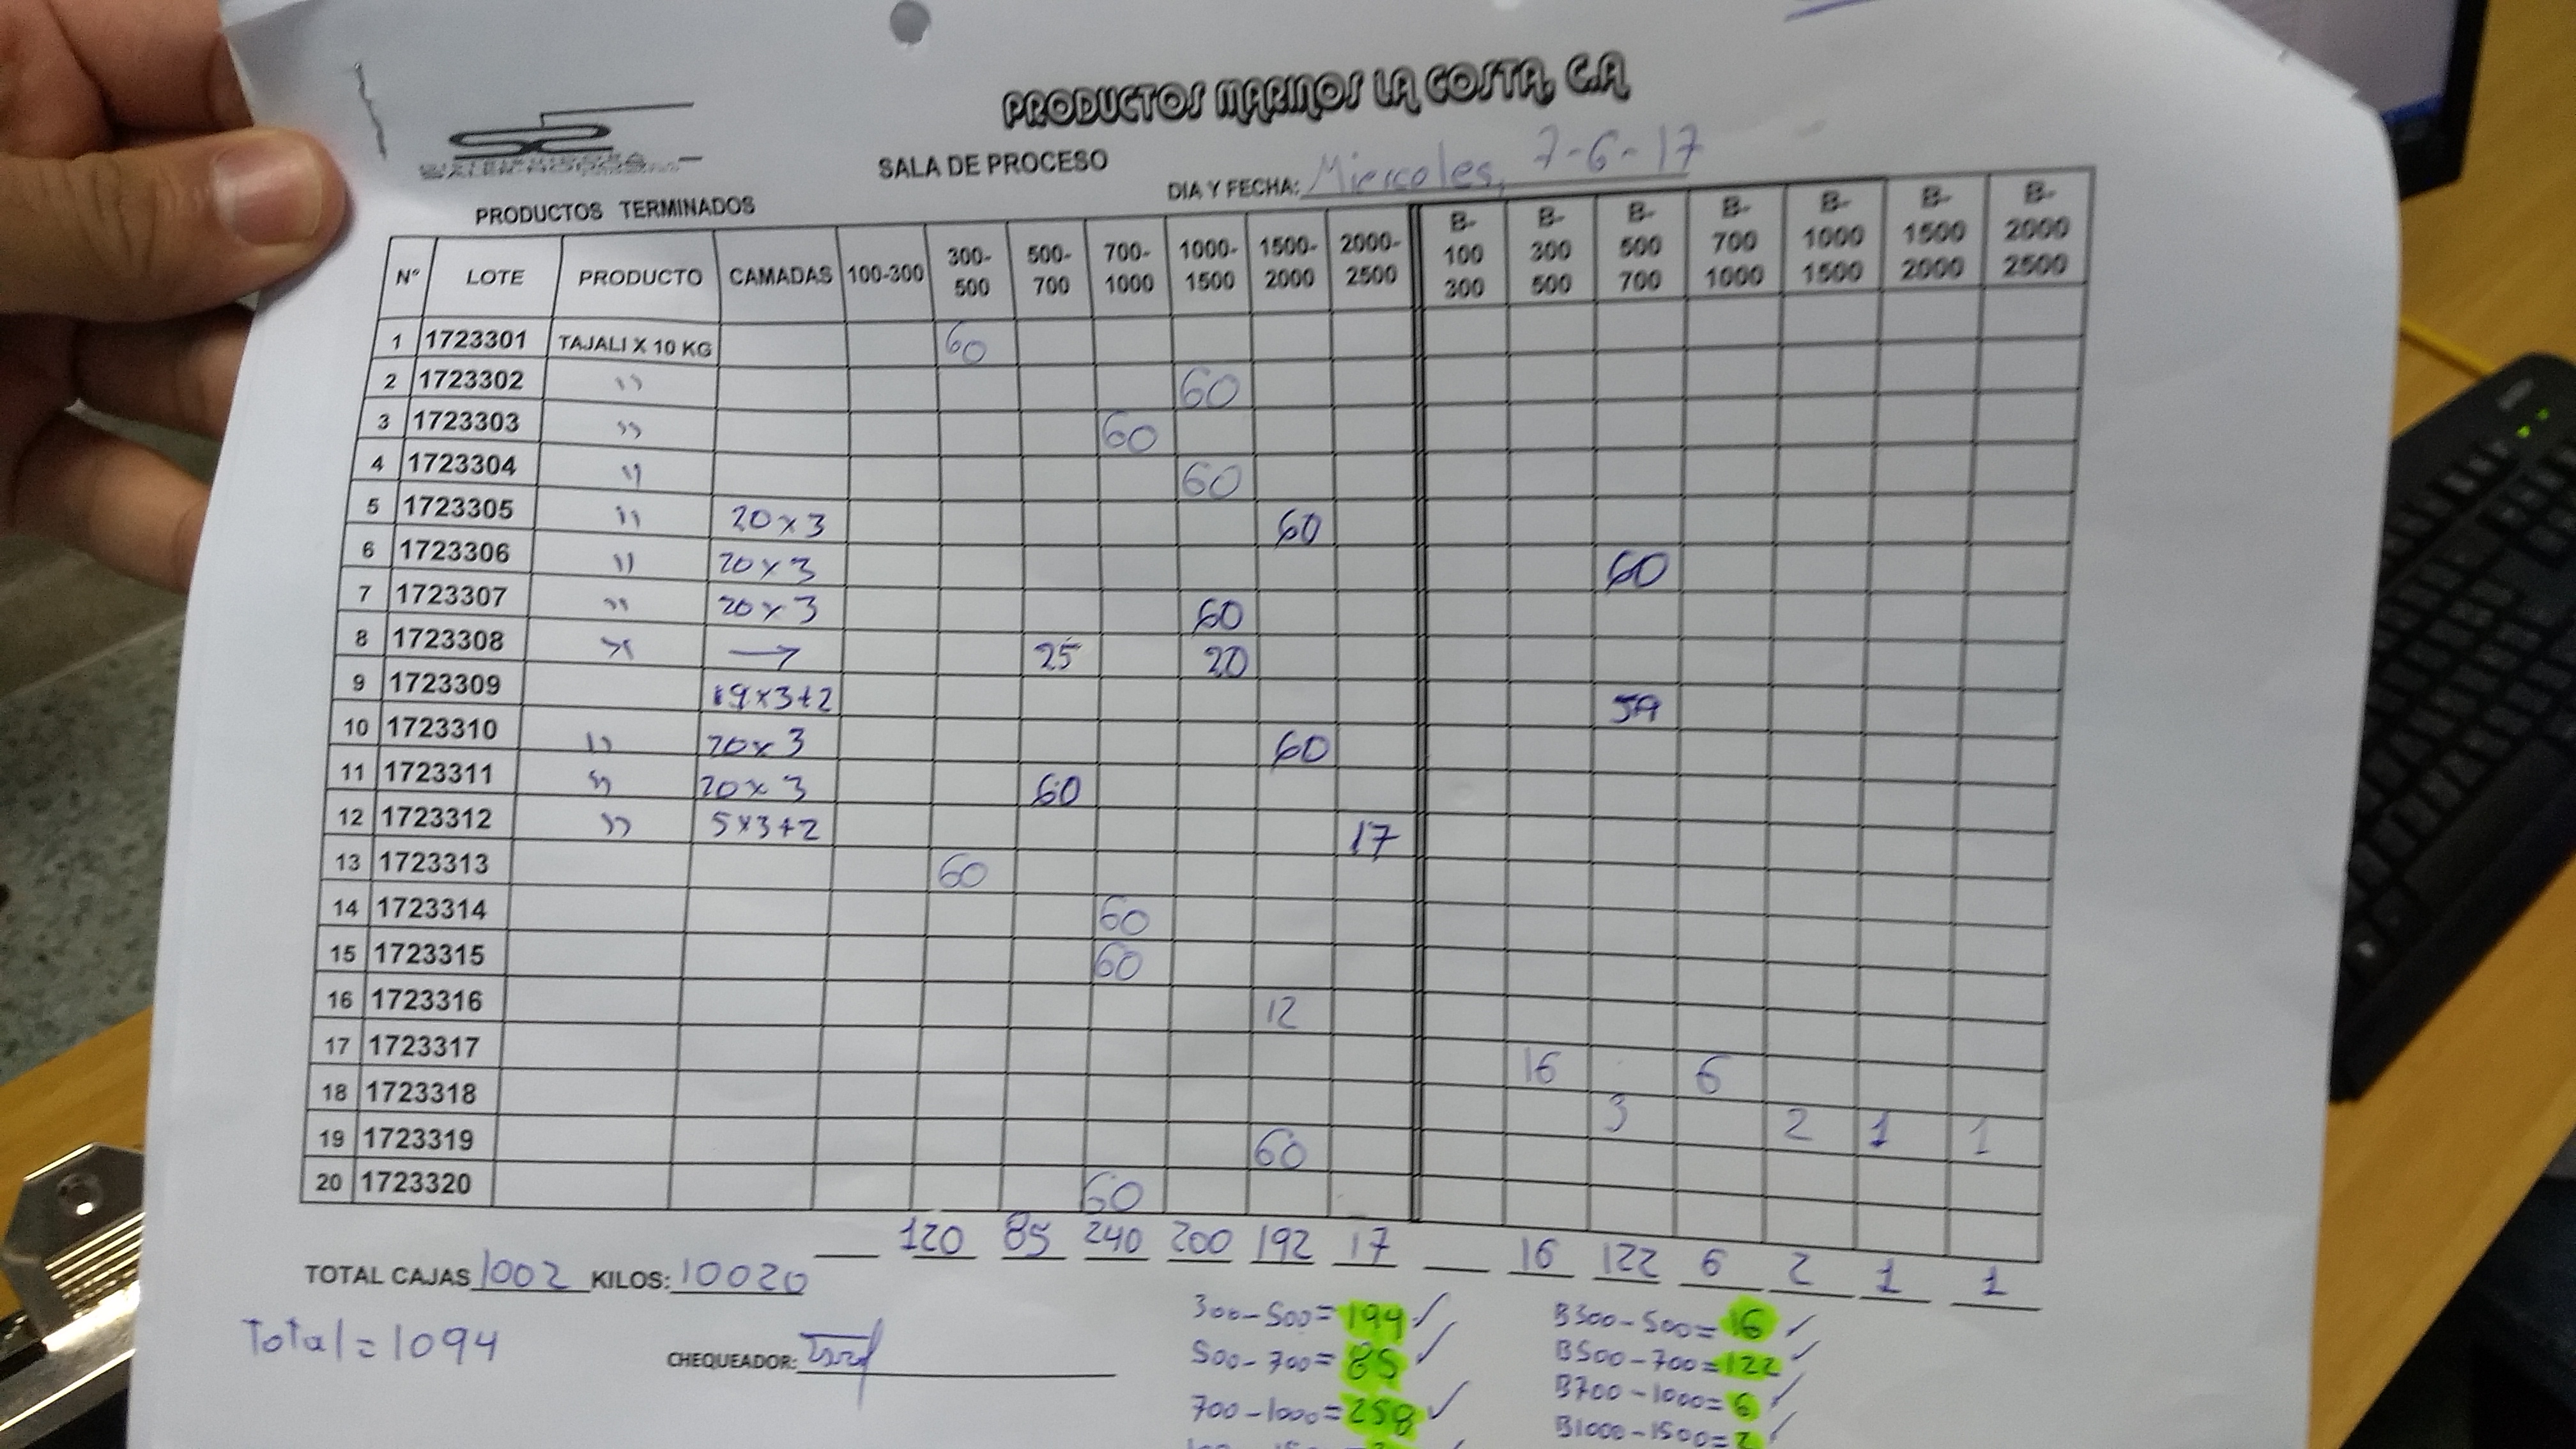 PRODUCTOS MARINOS LA COSTA, C.A
SALA DE PROCESO
DIA Y FECHA: Miercoles, 7-6-17
PRODUCTOS TERMINADOS
N° LOTE PRODUCTO CAMADAS 100-300 300-500 500-700 700-1000 1000-1500 1500-2000 2000-2500 B-100 300 B-300 500 B-500 700 B-700 1000 B-1000 1500 B-1500 2000 B-2000 2500
1 1723301 TAJALI X 10 KG 60
2 1723302 " 60
3 1723303 " 60
4 1723304 " 60
5 1723305 " 20x3 60
6 1723306 " 20x3 60
7 1723307 " 20x3 60
8 1723308 " → 25 20
9 1723309 19x3+2 59
10 1723310 " 20x3 60
11 1723311 " 20x3 60
12 1723312 " 5x3+2 17
13 1723313 60
14 1723314 60
15 1723315 60
16 1723316 12
17 1723317 16 6
18 1723318 3 2 1 1
19 1723319 60
20 1723320 60
120 85 240 200 192 17 16 122 6 2 1 1
TOTAL CAJAS 1002 KILOS: 10020
Total = 1094
CHEQUEADOR:
300-500= 194 ✓ B300-500= 16 ✓
500-700= 85 ✓ B500-700=122 ✓
700-1000=258 ✓ B700-1000= 6 ✓
B1000-1500=2 ✓